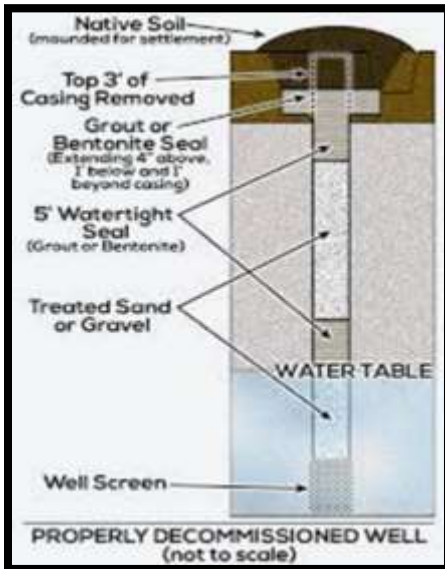 Native Soil
(mounded for settlement)
Top 3' of
Casing Removed
Grout or
Bentonite Seal
(Extending 4" above,
1' below and 1'
beyond casing)
5' Watertight
Seal
(Grout or Bentonite)
Treated Sand
or Gravel
WATER TABLE
Well Screen
PROPERLY DECOMMISSIONED WELL
(not to scale)